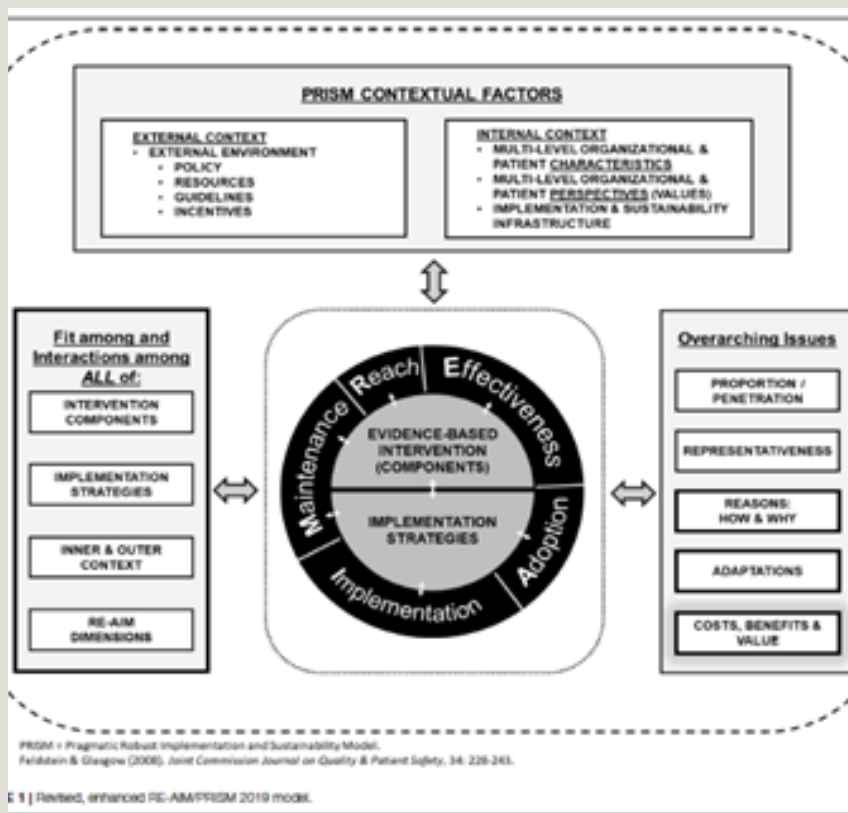 PRISM CONTEXTUAL FACTORS
EXTERNAL CONTEXT
• EXTERNAL ENVIRONMENT
• POLICY
• RESOURCES
• GUIDELINES
• INCENTIVES
INTERNAL CONTEXT
• MULTI-LEVEL ORGANIZATIONAL &
PATIENT CHARACTERISTICS
• MULTI-LEVEL ORGANIZATIONAL &
PATIENT PERSPECTIVES (VALUES)
• IMPLEMENTATION & SUSTAINABILITY
INFRASTRUCTURE
Fit among and
Interactions among
ALL of:
INTERVENTION
COMPONENTS
IMPLEMENTATION
STRATEGIES
INNER & OUTER
CONTEXT
RE-AIM
DIMENSIONS
Reach
Effectiveness
Adoption
Implementation
Maintenance
EVIDENCE-BASED
INTERVENTION
(COMPONENTS)
IMPLEMENTATION
STRATEGIES
Overarching Issues
PROPORTION /
PENETRATION
REPRESENTATIVENESS
REASONS:
HOW & WHY
ADAPTATIONS
COSTS, BENEFITS &
VALUE
PRISM = Pragmatic Robust Implementation and Sustainability Model.
Feldstein & Glasgow (2008). Joint Commission Journal on Quality & Patient Safety, 34: 228-243.
E 1 | Revised, enhanced RE-AIM/PRISM 2019 model.